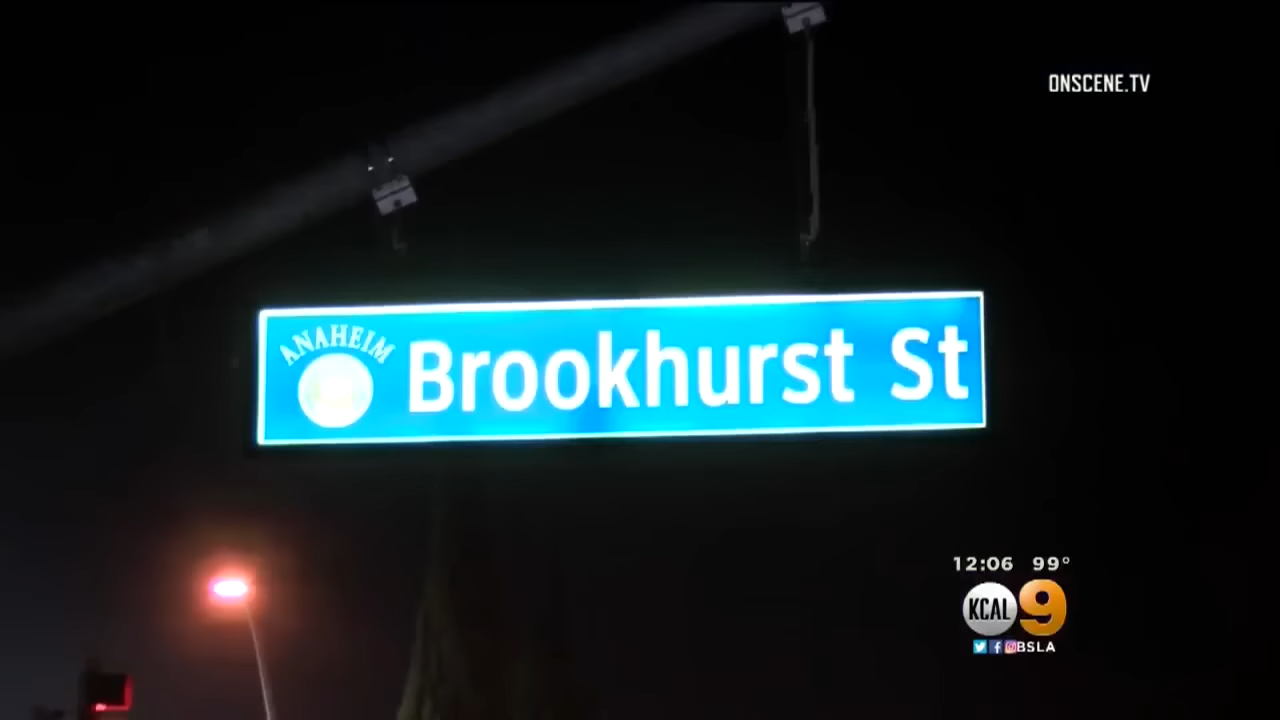 ONSCENE.TV
ANAHEIM
Brookhurst St
12:06 99°
KCAL 9
BSLA